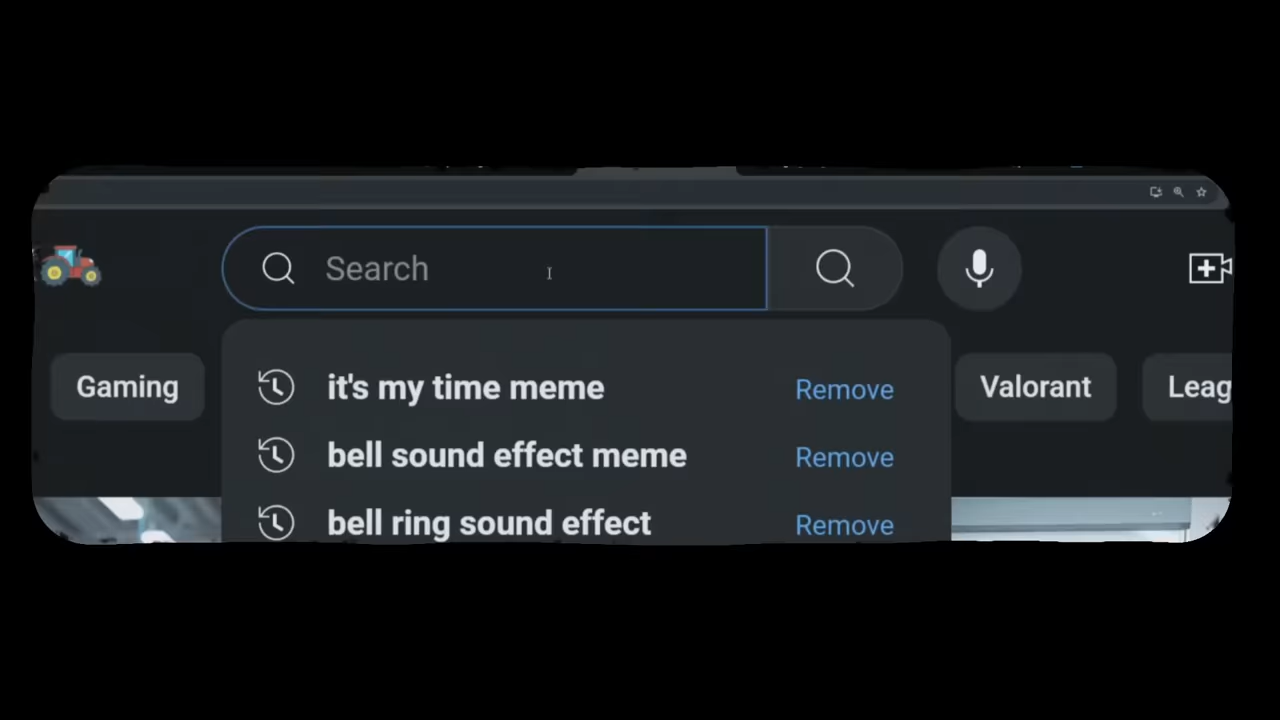 Search
Gaming
it's my time meme Remove
Valorant
Leag
bell sound effect meme Remove
bell ring sound effect Remove